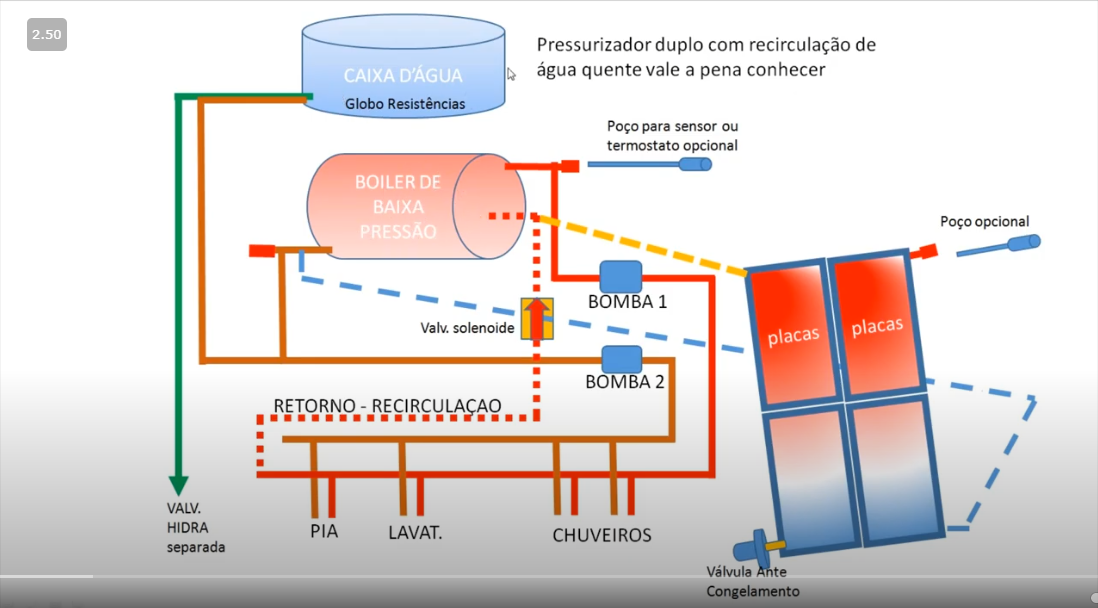 2.50
Pressurizador duplo com recirculação de
água quente vale a pena conhecer
CAIXA D'ÁGUA
Globo Resistências
Poço para sensor ou
termostato opcional
BOILER DE
BAIXA
PRESSÃO
Poço opcional
BOMBA 1
Valv. solenoide
placas
placas
BOMBA 2
RETORNO - RECIRCULAÇAO
VALV.
HIDRA
separada
PIA
LAVAT.
CHUVEIROS
Válvula Ante
Congelamento